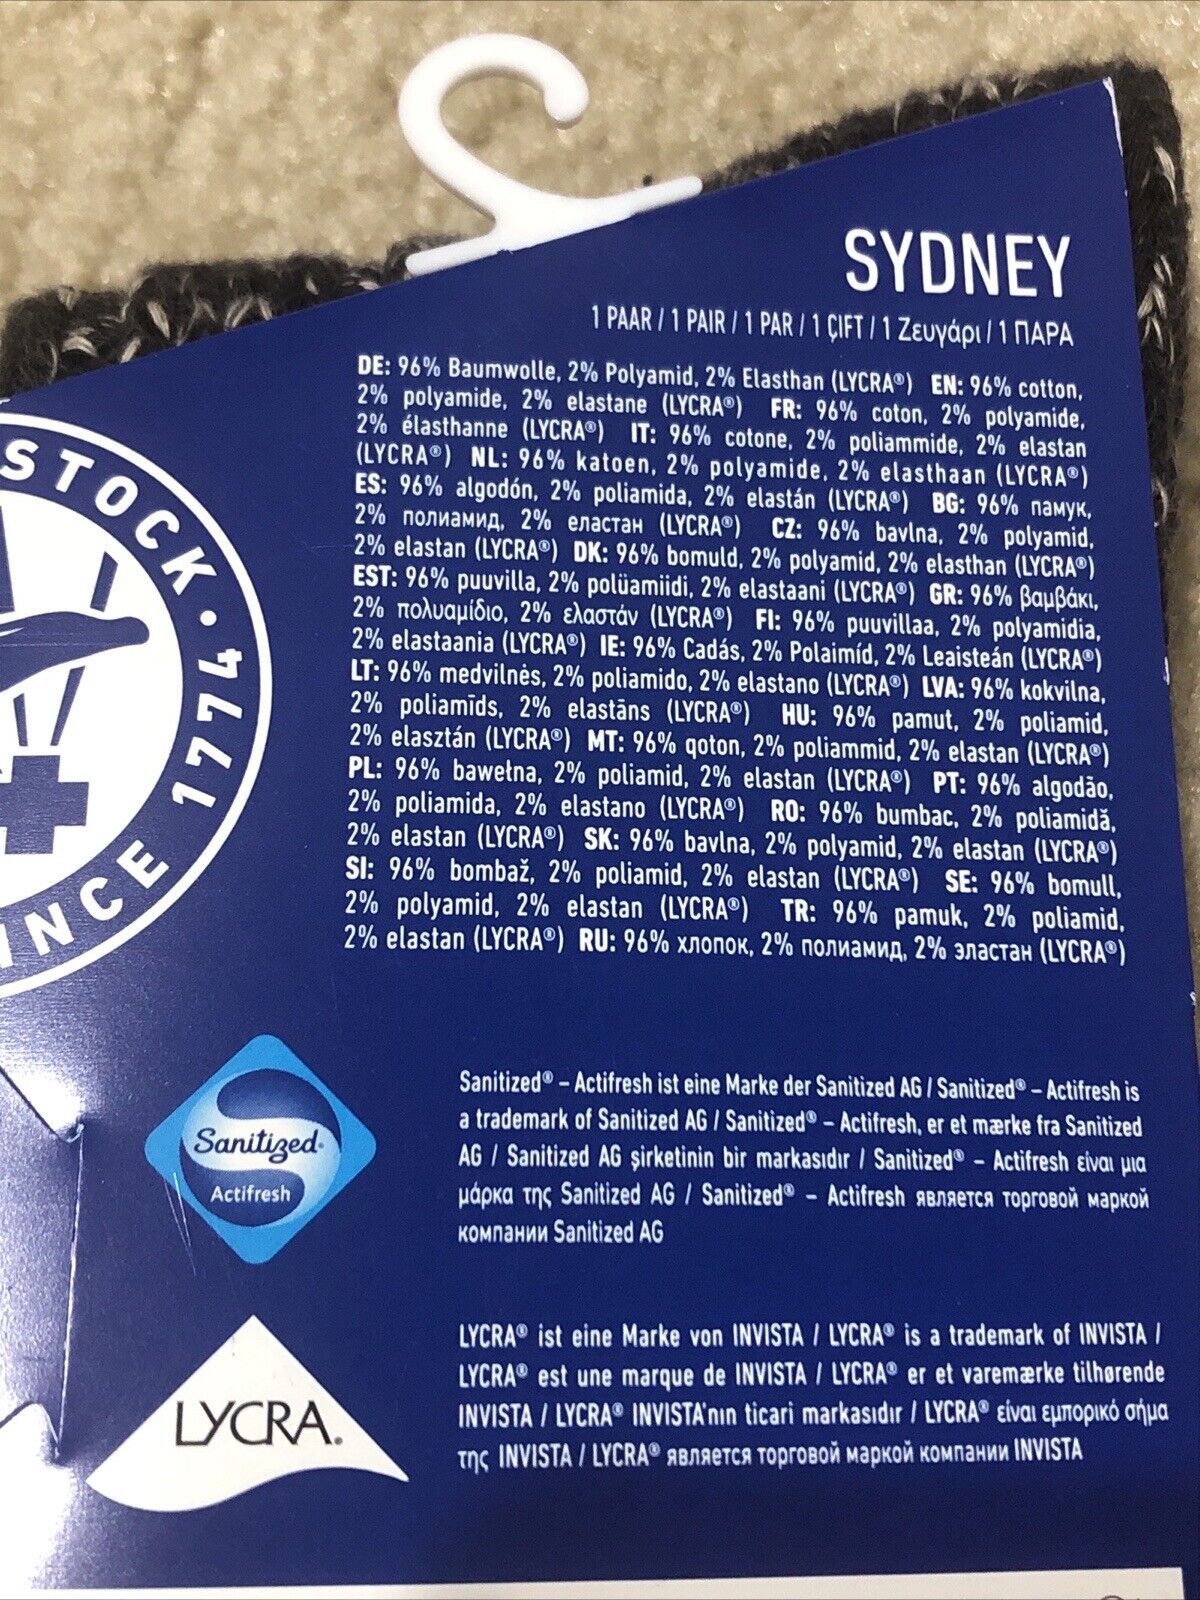 SYDNEY
1 PAAR / 1 PAIR / 1 PAR / 1 ÇIFT / 1 Ζευγάρι / 1 ПАРА
DE: 96% Baumwolle, 2% Polyamid, 2% Elasthan (LYCRA®) EN: 96% cotton,
2% polyamide, 2% elastane (LYCRA®) FR: 96% coton, 2% polyamide,
2% élasthanne (LYCRA®) IT: 96% cotone, 2% poliammide, 2% elastan
(LYCRA®) NL: 96% katoen, 2% polyamide, 2% elasthaan (LYCRA®)
ES: 96% algodón, 2% poliamida, 2% elastán (LYCRA®) BG: 96% памук,
2% полиамид, 2% еластан (LYCRA®) CZ: 96% bavlna, 2% polyamid,
2% elastan (LYCRA®) DK: 96% bomuld, 2% polyamid, 2% elasthan (LYCRA®)
EST: 96% puuvilla, 2% polüamiidi, 2% elastaani (LYCRA®) GR: 96% βαμβάκι,
2% πολυαμίδιο, 2% ελαστάν (LYCRA®) FI: 96% puuvillaa, 2% polyamidia,
2% elastaania (LYCRA®) IE: 96% Cadás, 2% Polaimíd, 2% Leaisteán (LYCRA®)
LT: 96% medvilnės, 2% poliamido, 2% elastano (LYCRA®) LVA: 96% kokvilna,
2% poliamīds, 2% elastāns (LYCRA®) HU: 96% pamut, 2% poliamid,
2% elasztán (LYCRA®) MT: 96% qoton, 2% poliammid, 2% elastan (LYCRA®)
PL: 96% bawełna, 2% poliamid, 2% elastan (LYCRA®) PT: 96% algodão,
2% poliamida, 2% elastano (LYCRA®) RO: 96% bumbac, 2% poliamidă,
2% elastan (LYCRA®) SK: 96% bavlna, 2% polyamid, 2% elastan (LYCRA®)
SI: 96% bombaž, 2% poliamid, 2% elastan (LYCRA®) SE: 96% bomull,
2% polyamid, 2% elastan (LYCRA®) TR: 96% pamuk, 2% poliamid,
2% elastan (LYCRA®) RU: 96% хлопок, 2% полиамид, 2% эластан (LYCRA®)
STOCK · 1774
INCE
Sanitized®
Actifresh
Sanitized® – Actifresh ist eine Marke der Sanitized AG / Sanitized® – Actifresh is
a trademark of Sanitized AG / Sanitized® – Actifresh, er et mærke fra Sanitized
AG / Sanitized AG şirketinin bir markasıdır / Sanitized® – Actifresh είναι μια
μάρκα της Sanitized AG / Sanitized® – Actifresh является торговой маркой
компании Sanitized AG
LYCRA.
LYCRA® ist eine Marke von INVISTA / LYCRA® is a trademark of INVISTA /
LYCRA® est une marque de INVISTA / LYCRA® er et varemærke tilhørende
INVISTA / LYCRA® INVISTA'nın ticari markasıdır / LYCRA® είναι εμπορικό σήμα
της INVISTA / LYCRA® является торговой маркой компании INVISTA